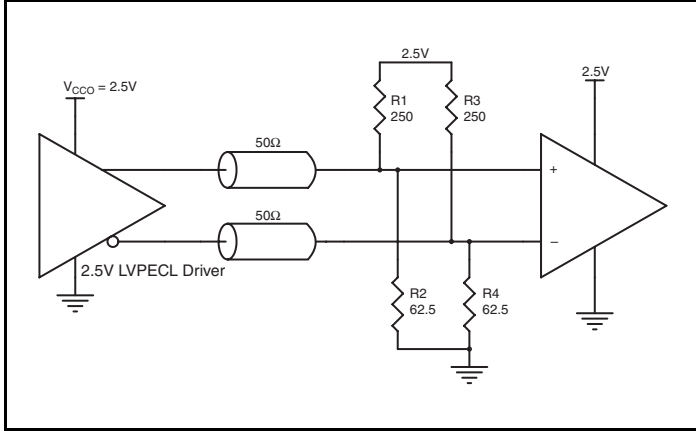 2.5V
V_CCO = 2.5V
2.5V
R1
250
R3
250
50Ω
+
50Ω
–
2.5V LVPECL Driver
R2
62.5
R4
62.5